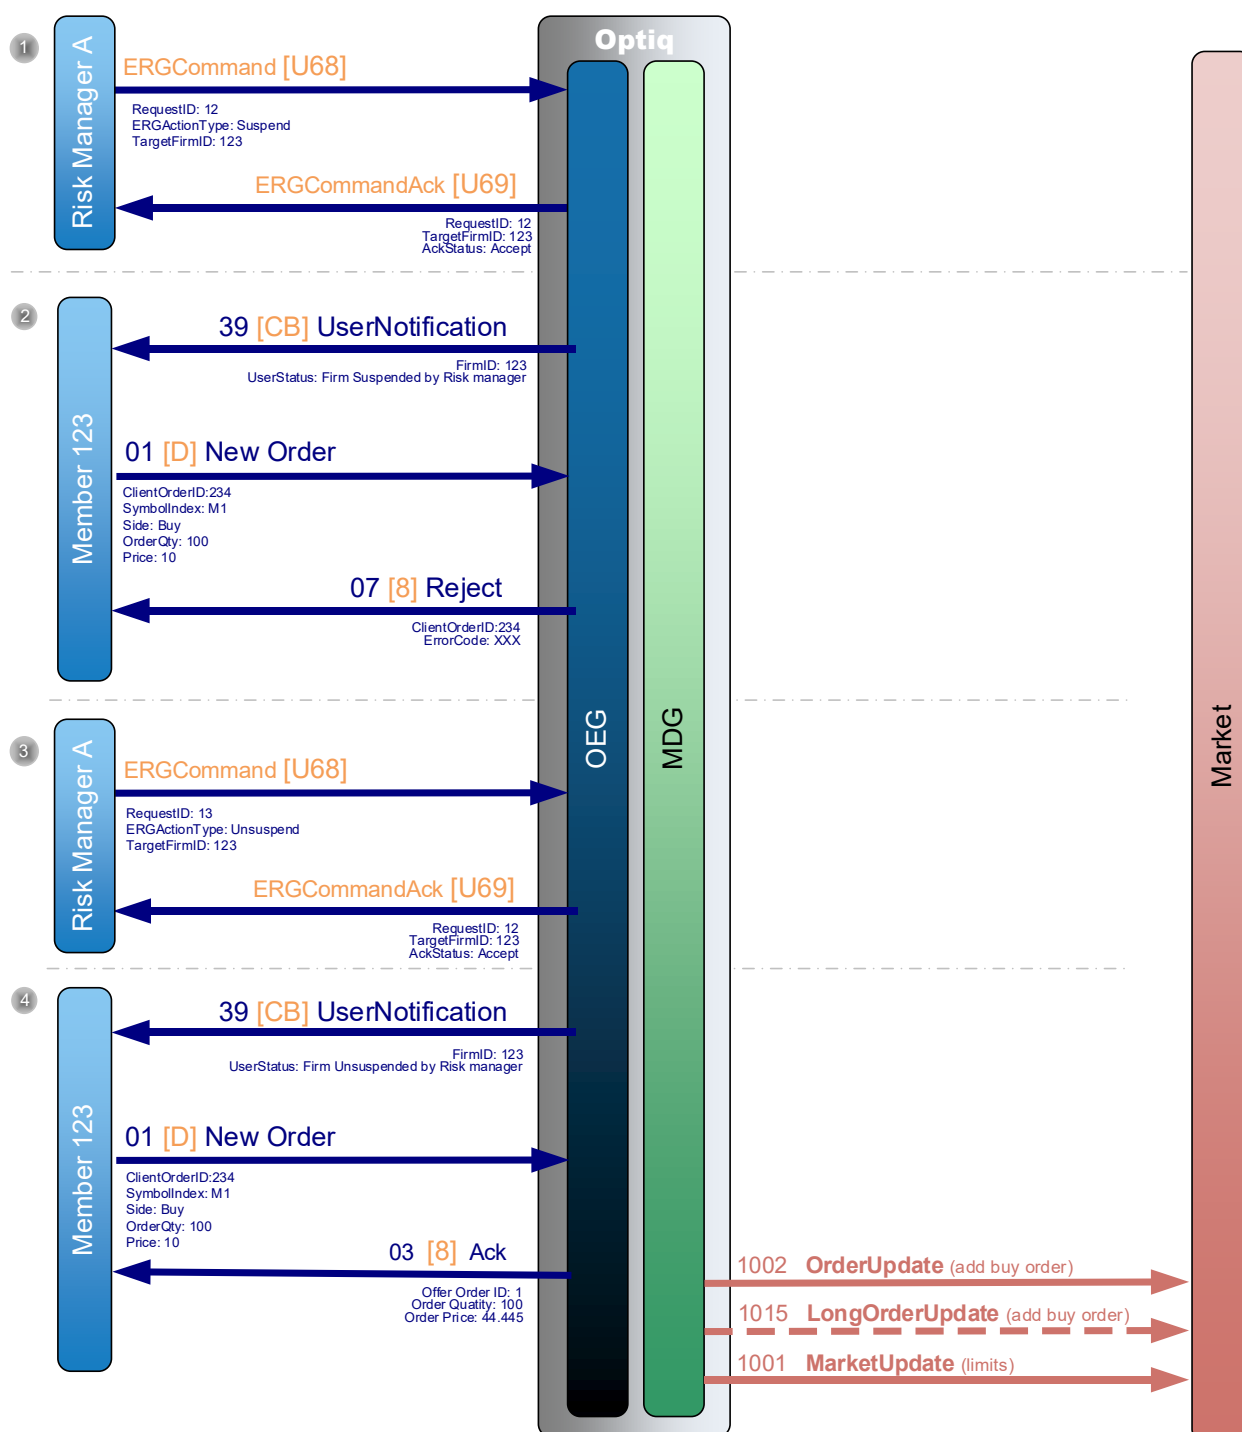 Optiq
OEG
MDG
Market
1
Risk Manager A
ERGCommand [U68]
RequestID: 12
ERGActionType: Suspend
TargetFirmID: 123
ERGCommandAck [U69]
RequestID: 12
TargetFirmID: 123
AckStatus: Accept
2
Member 123
39 [CB] UserNotification
FirmID: 123
UserStatus: Firm Suspended by Risk manager
01 [D] New Order
ClientOrderID:234
SymbolIndex: M1
Side: Buy
OrderQty: 100
Price: 10
07 [8] Reject
ClientOrderID:234
ErrorCode: XXX
3
Risk Manager A
ERGCommand [U68]
RequestID: 13
ERGActionType: Unsuspend
TargetFirmID: 123
ERGCommandAck [U69]
RequestID: 12
TargetFirmID: 123
AckStatus: Accept
4
Member 123
39 [CB] UserNotification
FirmID: 123
UserStatus: Firm Unsuspended by Risk manager
01 [D] New Order
ClientOrderID:234
SymbolIndex: M1
Side: Buy
OrderQty: 100
Price: 10
03 [8] Ack
Offer Order ID: 1
Order Quatity: 100
Order Price: 44.445
1002 OrderUpdate (add buy order)
1015 LongOrderUpdate (add buy order)
1001 MarketUpdate (limits)